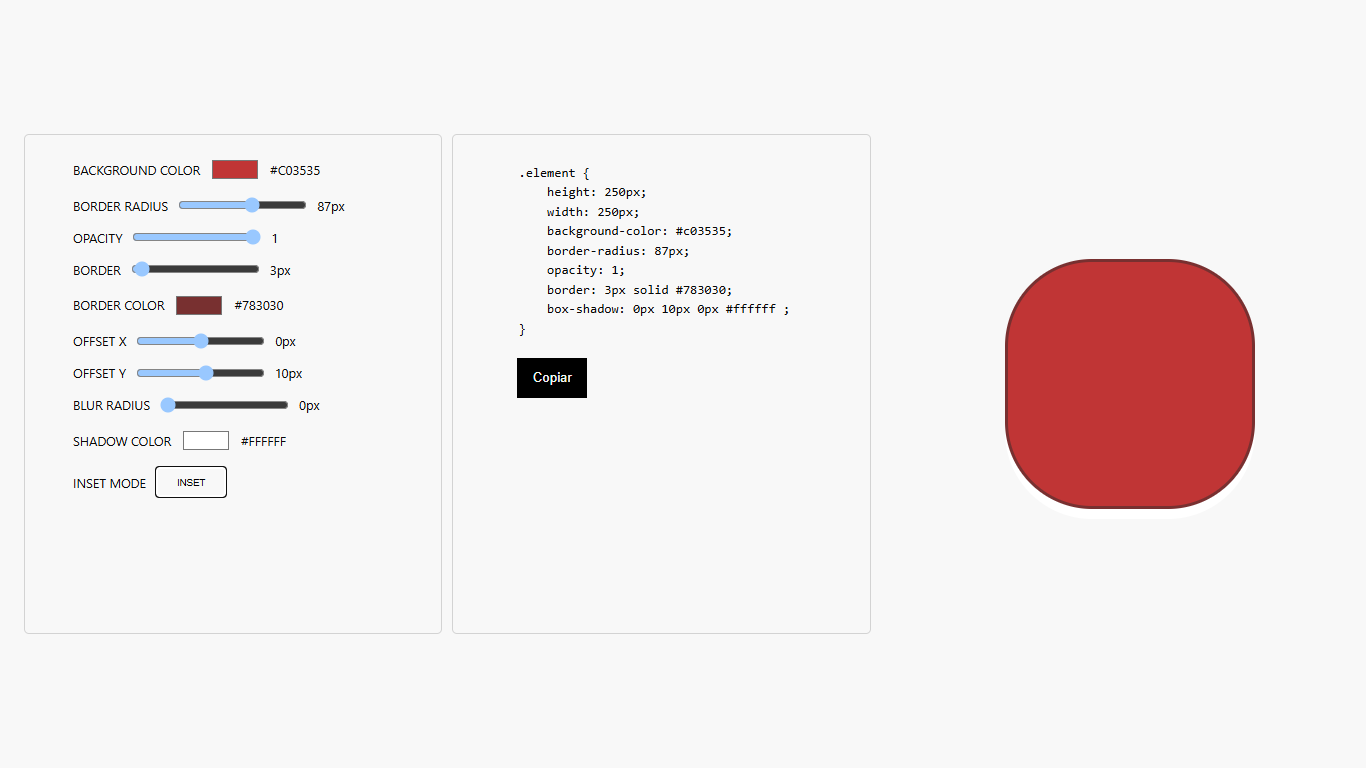 BACKGROUND COLOR #C03535
BORDER RADIUS 87px
OPACITY 1
BORDER 3px
BORDER COLOR #783030
OFFSET X 0px
OFFSET Y 10px
BLUR RADIUS 0px
SHADOW COLOR #FFFFFF
INSET MODE INSET
.element {
    height: 250px;
    width: 250px;
    background-color: #c03535;
    border-radius: 87px;
    opacity: 1;
    border: 3px solid #783030;
    box-shadow: 0px 10px 0px #ffffff ;
}
Copiar